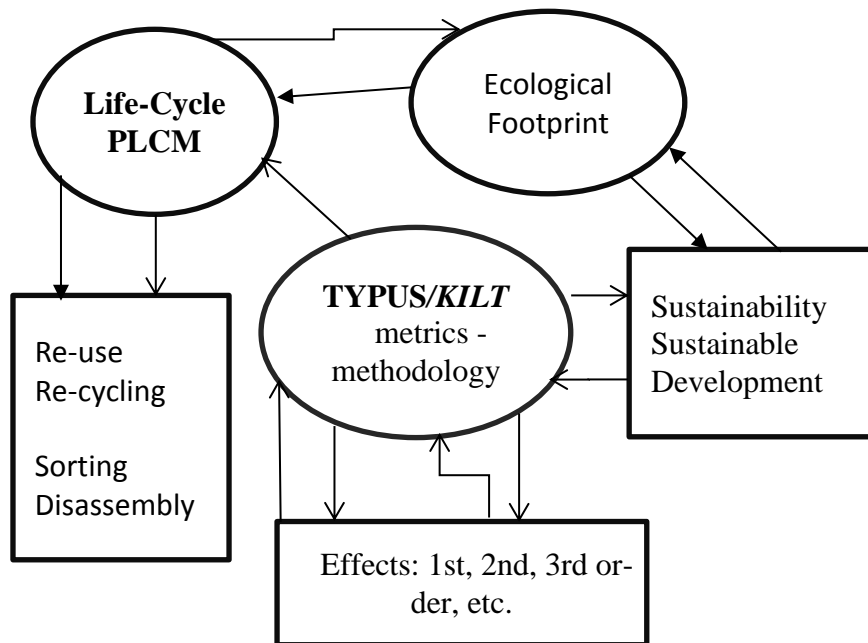 Life-Cycle
PLCM
Ecological
Footprint
TYPUS/KILT
metrics -
methodology
Sustainability
Sustainable
Development
Re-use
Re-cycling
Sorting
Disassembly
Effects: 1st, 2nd, 3rd or-
der, etc.